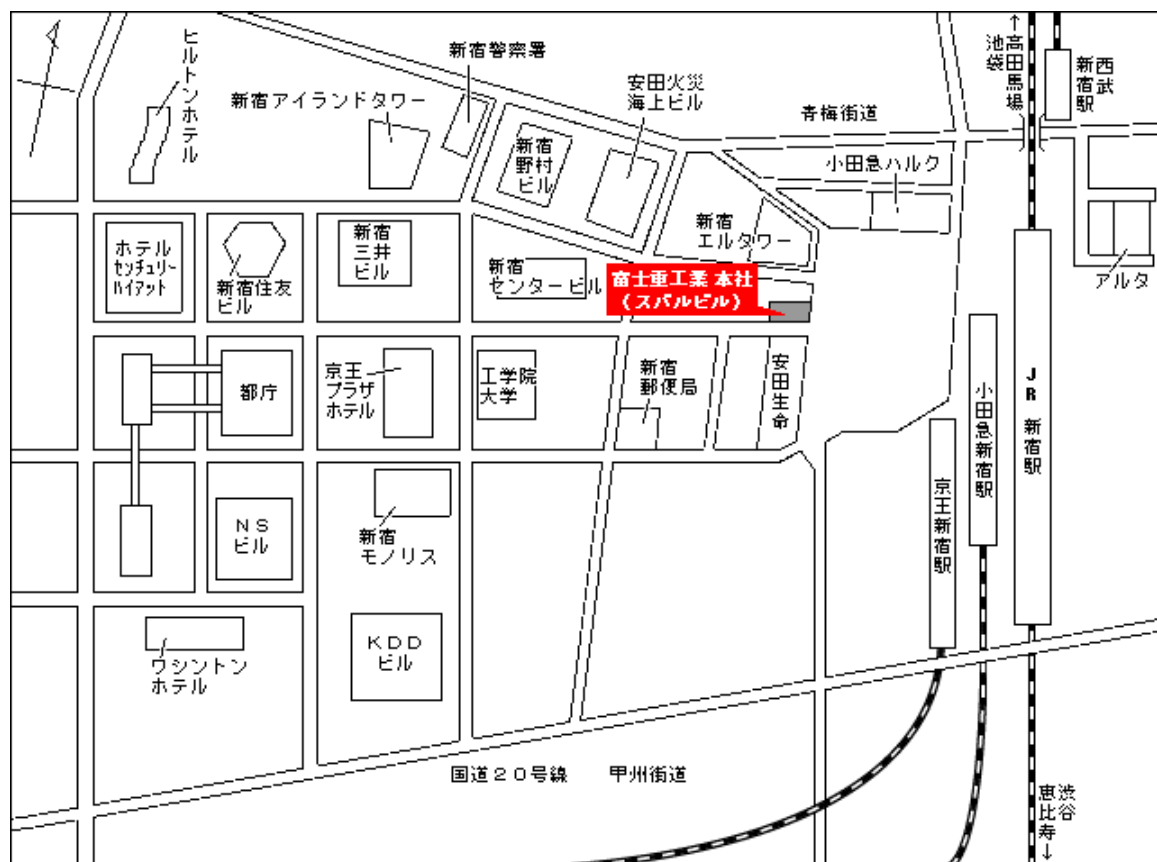 ヒルトンホテル
新宿警察署
新宿アイランドタワー
安田火災
海上ビル
新宿
野村
ビル
青梅街道
↑高田馬場
池袋
西武
新宿駅
小田急ハルク
新宿
エルタワー
アルタ
ホテル
センチュリー
ハイアット
新宿住友
ビル
新宿
三井
ビル
新宿
センタービル
富士重工業 本社
(スバルビル)
都庁
京王
プラザ
ホテル
工学院
大学
新宿
郵便局
安田生命
小田急新宿駅
JR 新宿駅
京王新宿駅
NS
ビル
新宿
モノリス
ワシントン
ホテル
KDD
ビル
国道20号線 甲州街道
渋谷
恵比寿↓